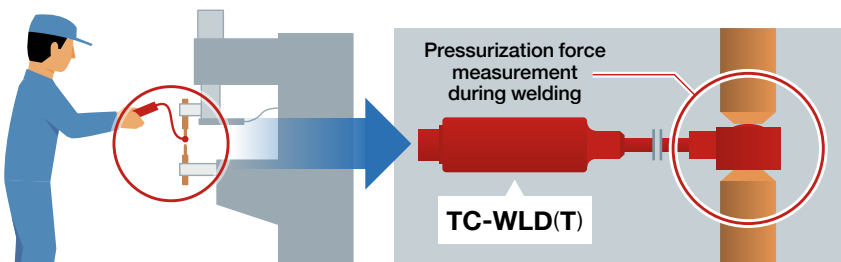 Pressurization force
measurement
during welding
TC-WLD(T)